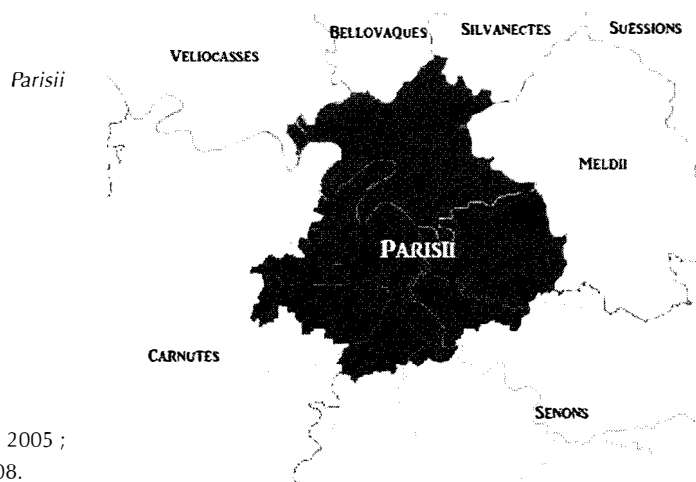 BELLOVAQUES
SILVANECTES
SUESSIONS
VELIOCASSES
Parisii
MELDII
PARISII
CARNUTES
SENONS
2005 ;
08.